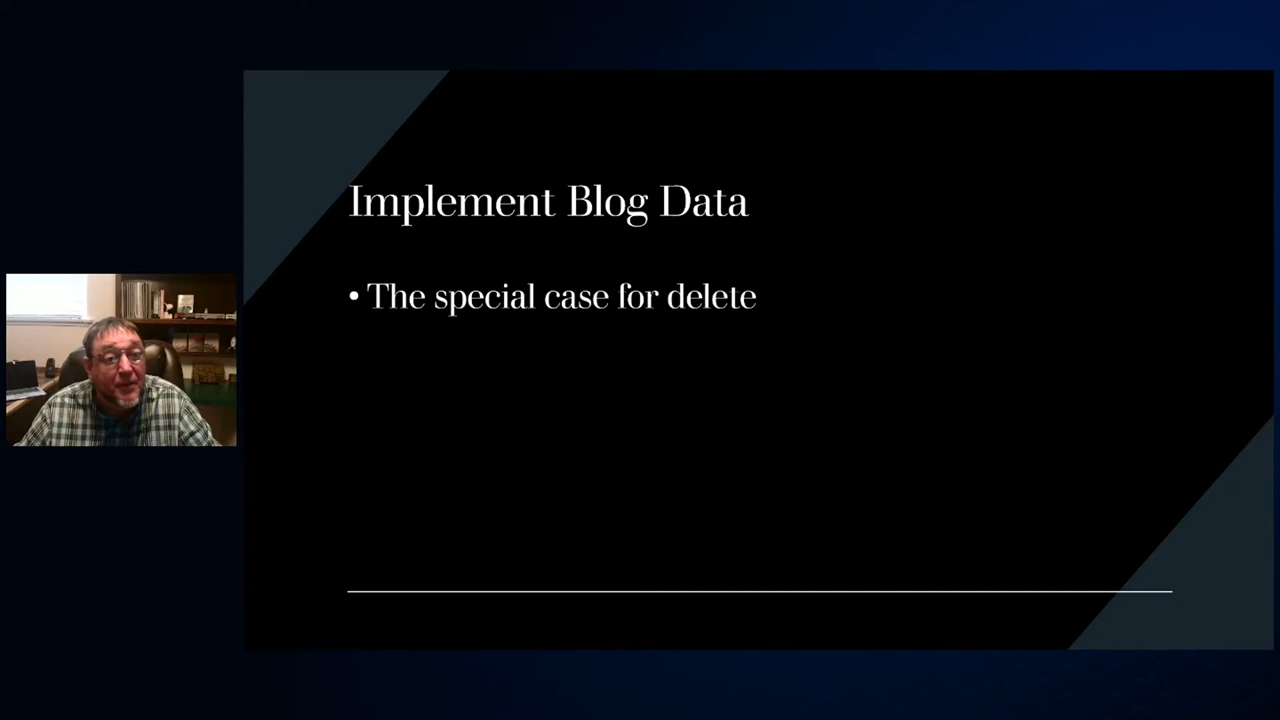 Implement Blog Data
• The special case for delete